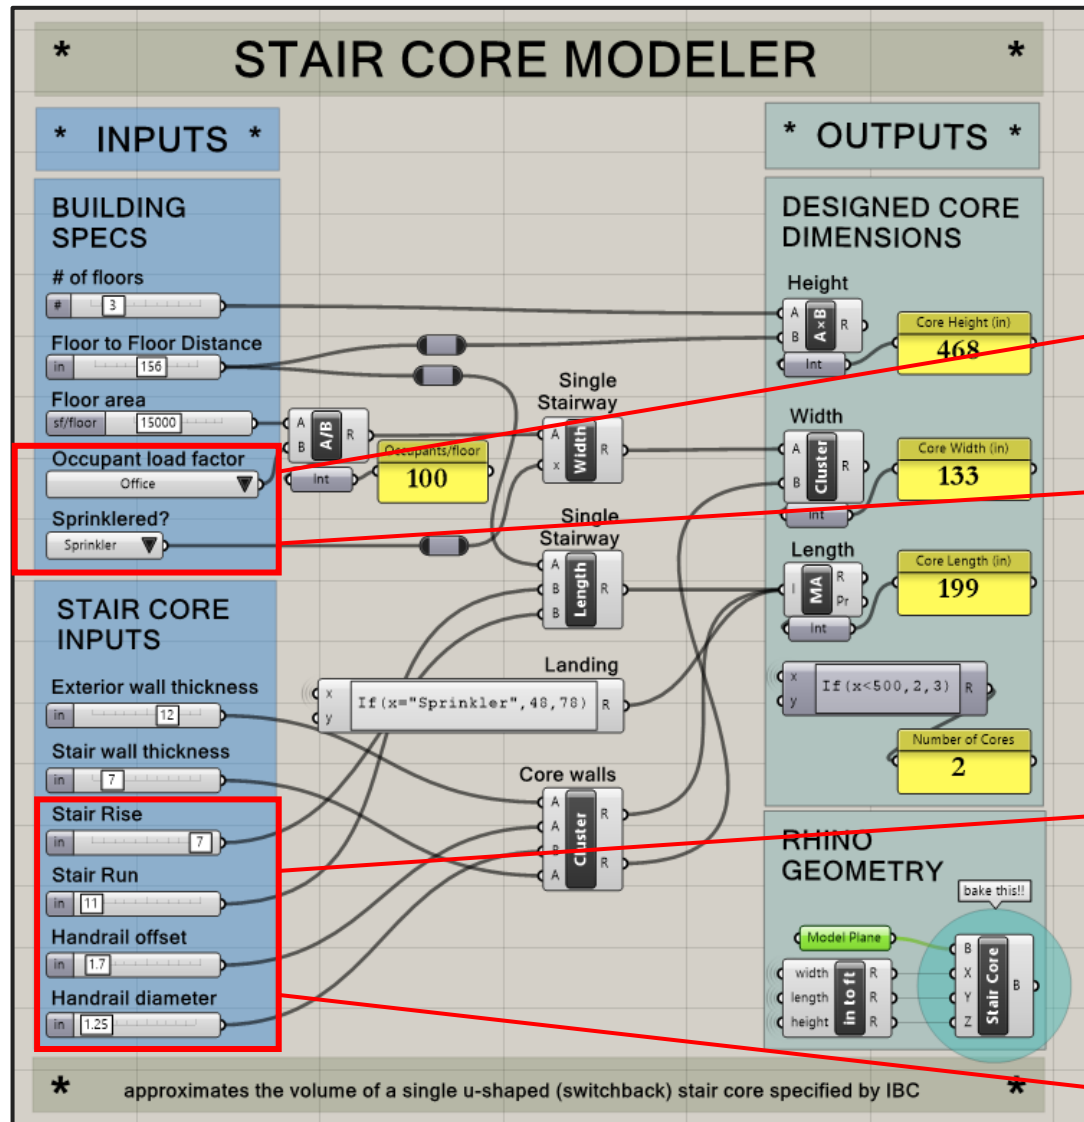 * STAIR CORE MODELER *
* INPUTS *
BUILDING
SPECS
# of floors
# 3
Floor to Floor Distance
in 156
Floor area
sf/floor 15000
Occupant load factor
Office
Sprinklered?
Sprinkler
A
B
A/B
R
Int
Occupants/floor
100
Single
Stairway
A
x
Width
R
Single
Stairway
A
B
B
Length
R
STAIR CORE
INPUTS
Exterior wall thickness
in 12
Stair wall thickness
in 7
Stair Rise
in 7
Stair Run
in 11
Handrail offset
in 1.7
Handrail diameter
in 1.25
Landing
x
y
If(x="Sprinkler",48,78)
R
Core walls
A
A
B
A
Cluster
R
R
* OUTPUTS *
DESIGNED CORE
DIMENSIONS
Height
A
B
A×B
R
Int
Core Height (in)
468
Width
A
B
Cluster
R
Int
Core Width (in)
133
Length
I
MA
R
Pr
Int
Core Length (in)
199
x
y
If(x<500,2,3)
R
Number of Cores
2
RHINO
GEOMETRY
bake this!!
Model Plane
width
length
height
in to ft
R
R
R
B
X
Y
Z
Stair Core
B
* approximates the volume of a single u-shaped (switchback) stair core specified by IBC *